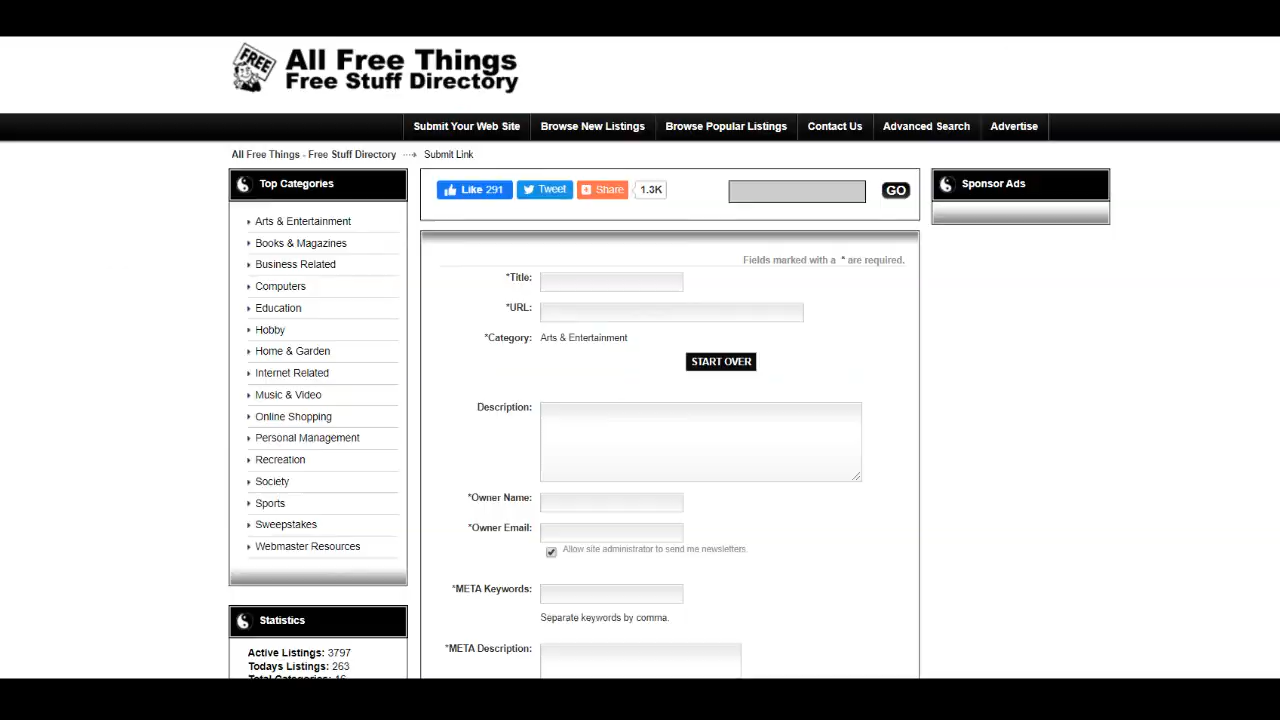 FREE
All Free Things
Free Stuff Directory
Submit Your Web Site
Browse New Listings
Browse Popular Listings
Contact Us
Advanced Search
Advertise
All Free Things - Free Stuff Directory
Submit Link
Top Categories
Arts & Entertainment
Books & Magazines
Business Related
Computers
Education
Hobby
Home & Garden
Internet Related
Music & Video
Online Shopping
Personal Management
Recreation
Society
Sports
Sweepstakes
Webmaster Resources
Statistics
Active Listings: 3797
Todays Listings: 263
Total Categories: 16
Like 291
Tweet
Share
1.3K
GO
Fields marked with a * are required.
*Title:
*URL:
*Category: Arts & Entertainment
START OVER
Description:
*Owner Name:
*Owner Email:
Allow site administrator to send me newsletters.
*META Keywords:
Separate keywords by comma.
*META Description:
Sponsor Ads